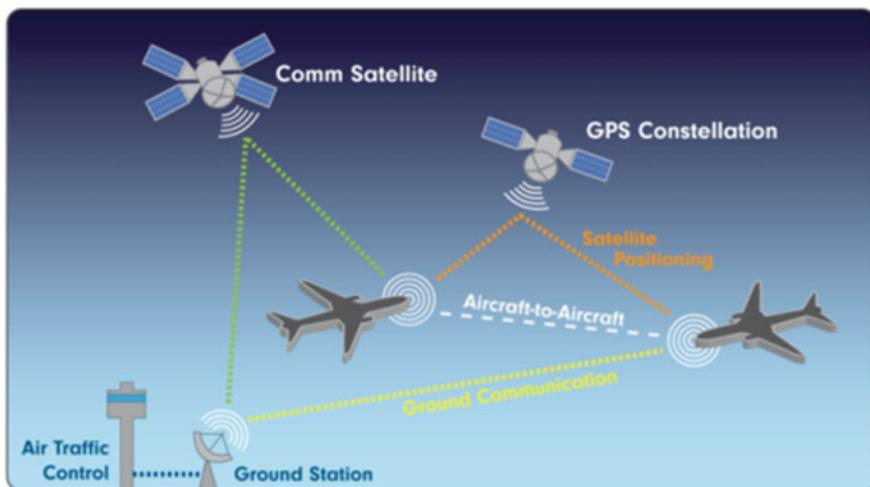 Comm Satellite
GPS Constellation
Satellite
Positioning
Aircraft-to-Aircraft
Ground Communication
Air Traffic
Control
Ground Station